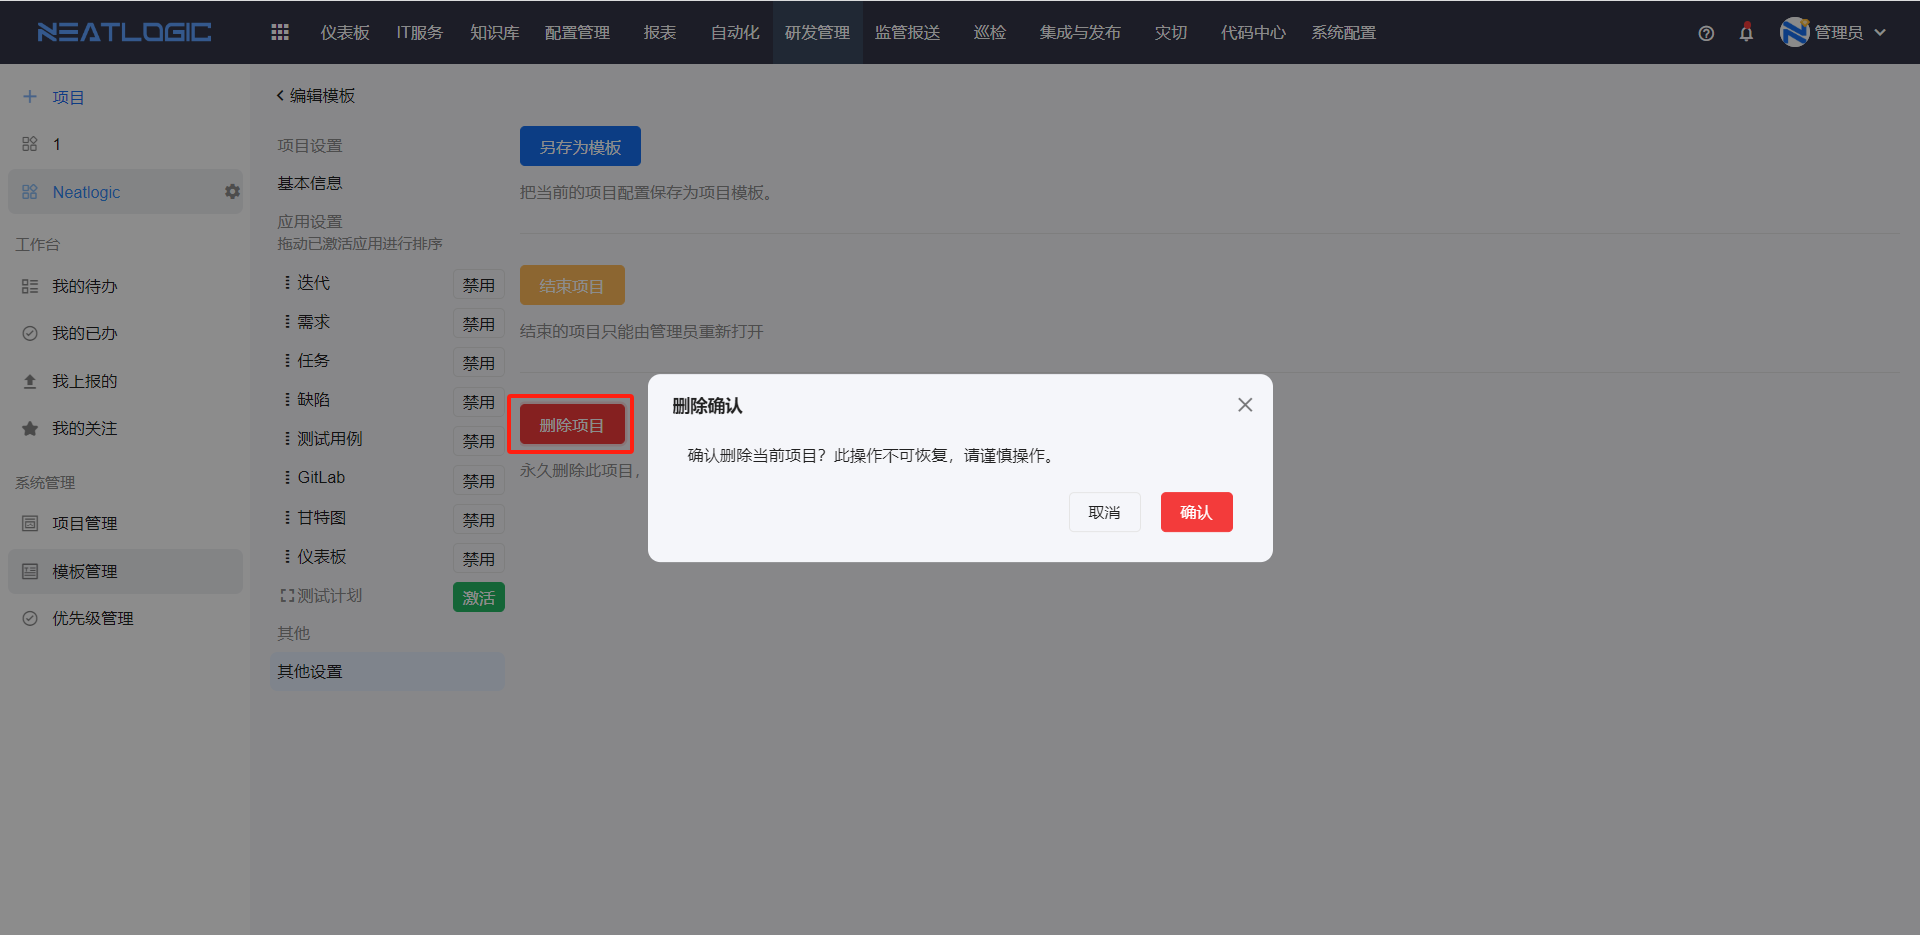 NEATLOGIC
仪表板 IT服务 知识库 配置管理 报表 自动化 研发管理 监管报送 巡检 集成与发布 灾切 代码中心 系统配置
管理员
项目
1
Neatlogic
工作台
我的待办
我的已办
我上报的
我的关注
系统管理
项目管理
模板管理
优先级管理
编辑模板
项目设置
基本信息
应用设置
拖动已激活应用进行排序
迭代 禁用
需求 禁用
任务 禁用
缺陷 禁用
测试用例 禁用
GitLab 禁用
甘特图 禁用
仪表板 禁用
测试计划 激活
其他
其他设置
另存为模板
把当前的项目配置保存为项目模板。
结束项目
结束的项目只能由管理员重新打开
删除项目
永久删除此项目，
删除确认
确认删除当前项目？此操作不可恢复，请谨慎操作。
取消 确认